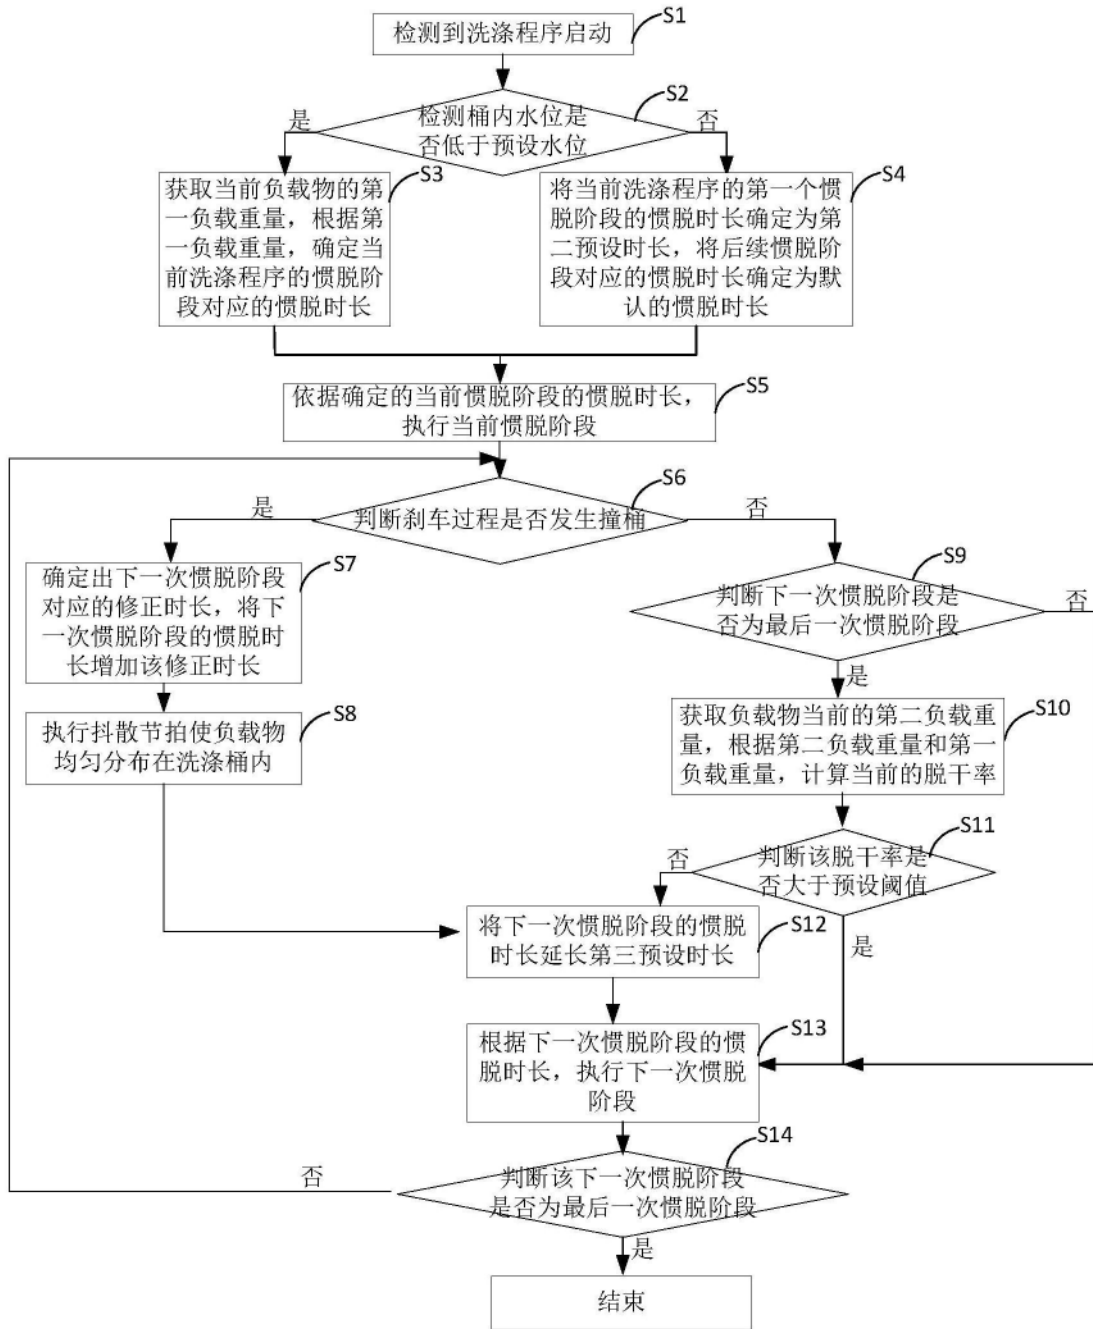 检测到洗涤程序启动
S1
检测桶内水位是
否低于预设水位
S2
是
否
获取当前负载物的第
一负载重量，根据第
一负载重量，确定当
前洗涤程序的惯脱阶
段对应的惯脱时长
S3
将当前洗涤程序的第一个惯
脱阶段的惯脱时长确定为第
二预设时长，将后续惯脱阶
段对应的惯脱时长确定为默
认的惯脱时长
S4
依据确定的当前惯脱阶段的惯脱时长，
执行当前惯脱阶段
S5
判断刹车过程是否发生撞桶
S6
是
否
确定出下一次惯脱阶段
对应的修正时长，将下
一次惯脱阶段的惯脱时
长增加该修正时长
S7
执行抖散节拍使负载物
均匀分布在洗涤桶内
S8
判断下一次惯脱阶段是
否为最后一次惯脱阶段
S9
否
是
获取负载物当前的第二负载重
量，根据第二负载重量和第一
负载重量，计算当前的脱干率
S10
判断该脱干率是
否大于预设阈值
S11
否
是
将下一次惯脱阶段的惯脱
时长延长第三预设时长
S12
根据下一次惯脱阶段的惯
脱时长，执行下一次惯脱
阶段
S13
判断该下一次惯脱阶段
是否为最后一次惯脱阶段
S14
否
是
结束